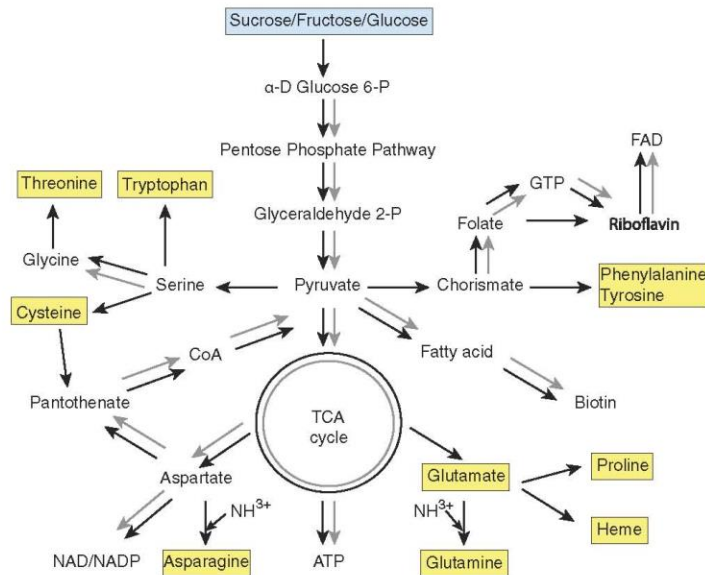 Sucrose/Fructose/Glucose
α-D Glucose 6-P
Pentose Phosphate Pathway
FAD
Threonine
Tryptophan
GTP
Glyceraldehyde 2-P
Folate
Riboflavin
Glycine
Serine
Pyruvate
Chorismate
Phenylalanine
Tyrosine
Cysteine
CoA
Fatty acid
Pantothenate
Biotin
TCA
cycle
Aspartate
Glutamate
Proline
NH3+
NH3+
Heme
NAD/NADP
Asparagine
ATP
Glutamine